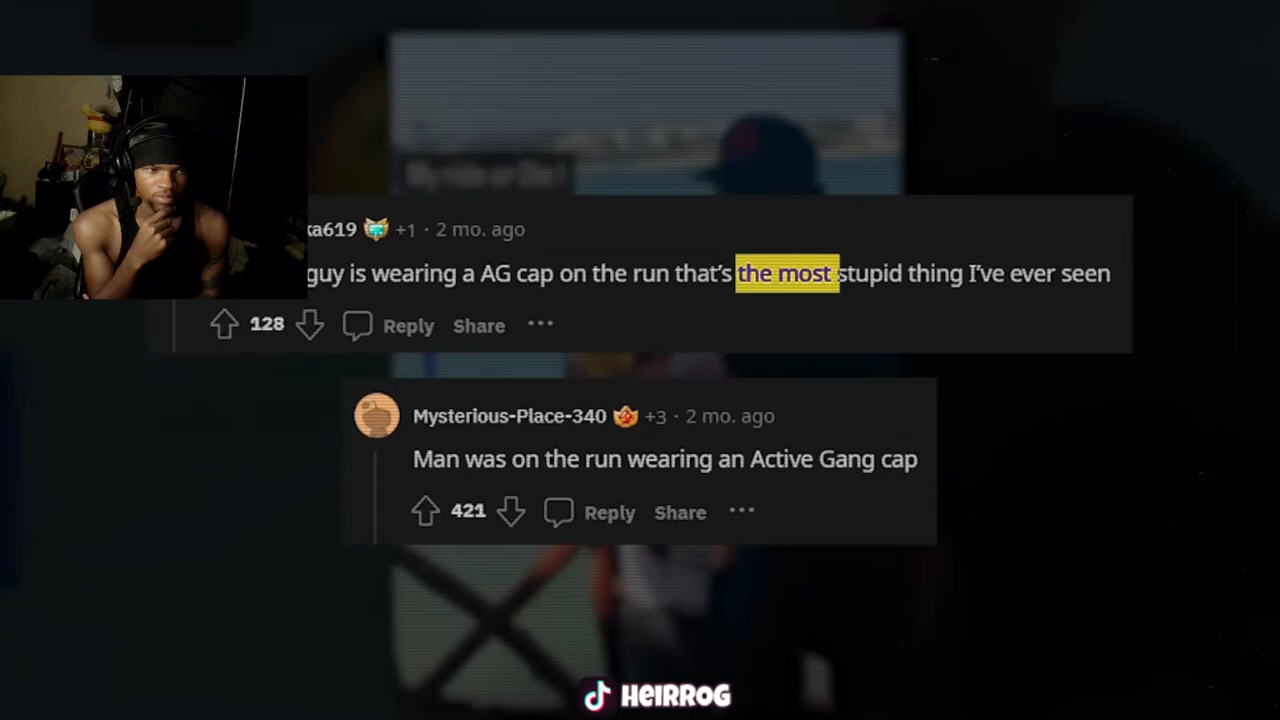 ka619 +1 · 2 mo. ago
guy is wearing a AG cap on the run that's the most stupid thing I've ever seen
128 Reply Share ···
Mysterious-Place-340 +3 · 2 mo. ago
Man was on the run wearing an Active Gang cap
421 Reply Share ···
HEIRROG